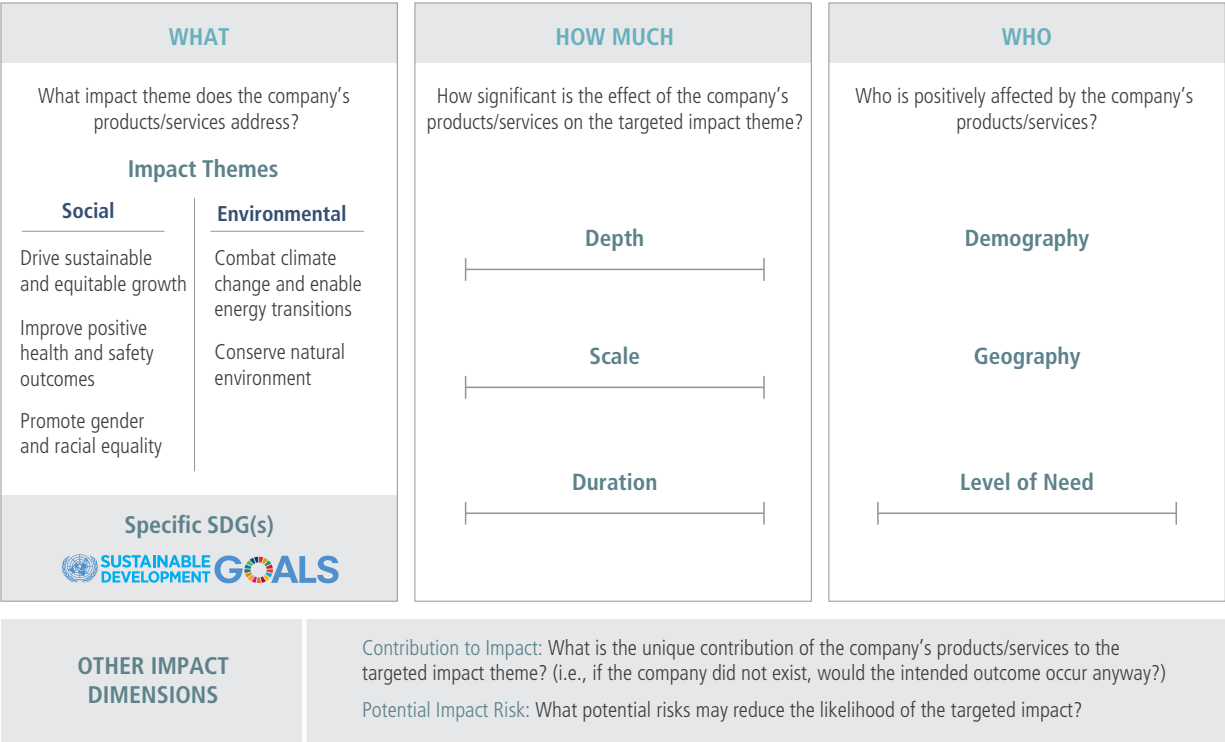 WHAT
What impact theme does the company’s
products/services address?
Impact Themes
Social
Drive sustainable
and equitable growth
Improve positive
health and safety
outcomes
Promote gender
and racial equality
Environmental
Combat climate
change and enable
energy transitions
Conserve natural
environment
Specific SDG(s)
SUSTAINABLE
DEVELOPMENT
GOALS
HOW MUCH
How significant is the effect of the company’s
products/services on the targeted impact theme?
Depth
Scale
Duration
WHO
Who is positively affected by the company’s
products/services?
Demography
Geography
Level of Need
OTHER IMPACT
DIMENSIONS
Contribution to Impact: What is the unique contribution of the company’s products/services to the
targeted impact theme? (i.e., if the company did not exist, would the intended outcome occur anyway?)
Potential Impact Risk: What potential risks may reduce the likelihood of the targeted impact?